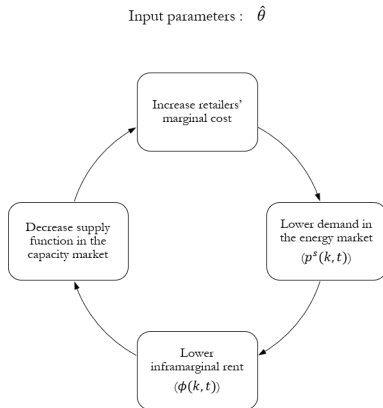 Input parameters : θ̂
Increase retailers'
marginal cost
Lower demand in
the energy market
(pˢ(k, t))
Lower
inframarginal rent
(ϕ(k, t))
Decrease supply
function in the
capacity market